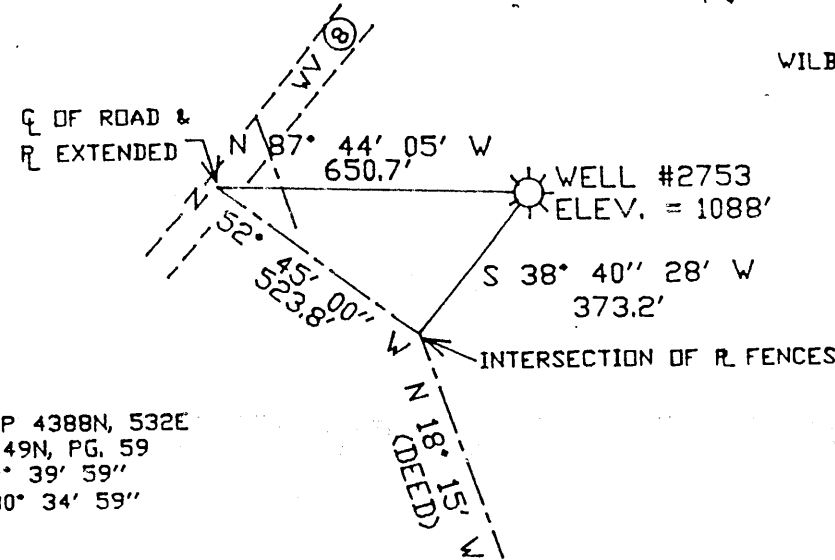 WILB
WV 8
℄ OF ROAD &
PL EXTENDED
N 87° 44' 05' W
650.7'
WELL #2753
ELEV. = 1088'
N 52° 45' 00" W
523.8'
S 38° 40" 28' W
373.2'
INTERSECTION OF PL FENCES
N 18° 15' W
(DEED)
P 4388N, 532E
49N, PG. 59
° 39' 59"
0° 34' 59"